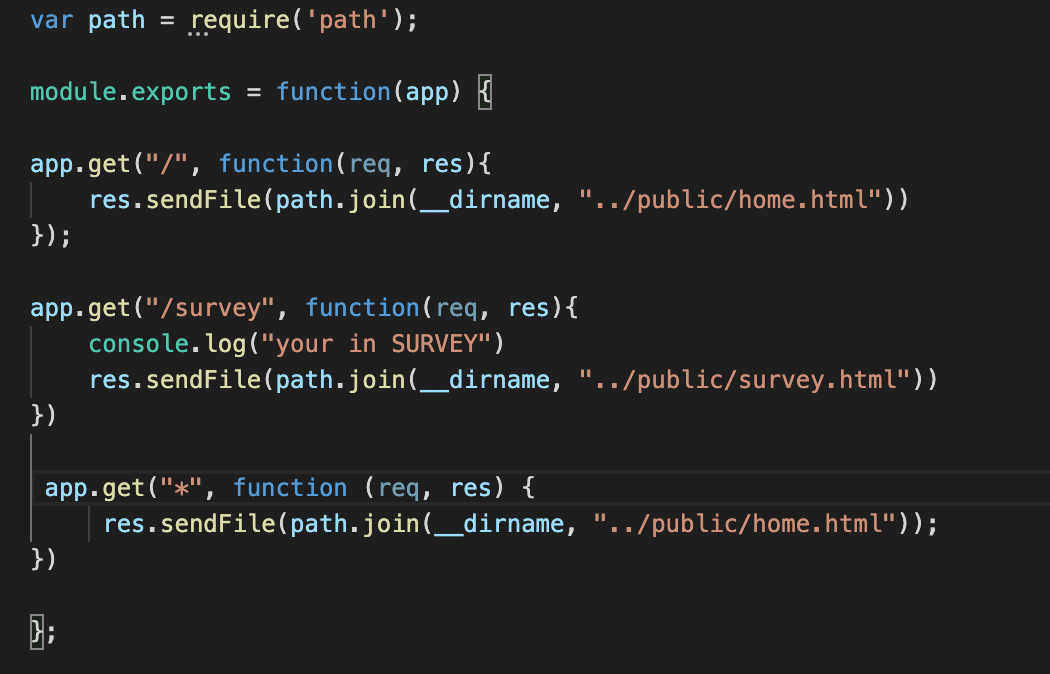 var path = require('path');
module.exports = function(app) {
app.get("/", function(req, res){
    res.sendFile(path.join(__dirname, "../public/home.html"))
});
app.get("/survey", function(req, res){
    console.log("your in SURVEY")
    res.sendFile(path.join(__dirname, "../public/survey.html"))
})
 app.get("*", function (req, res) {
     res.sendFile(path.join(__dirname, "../public/home.html"));
})
};